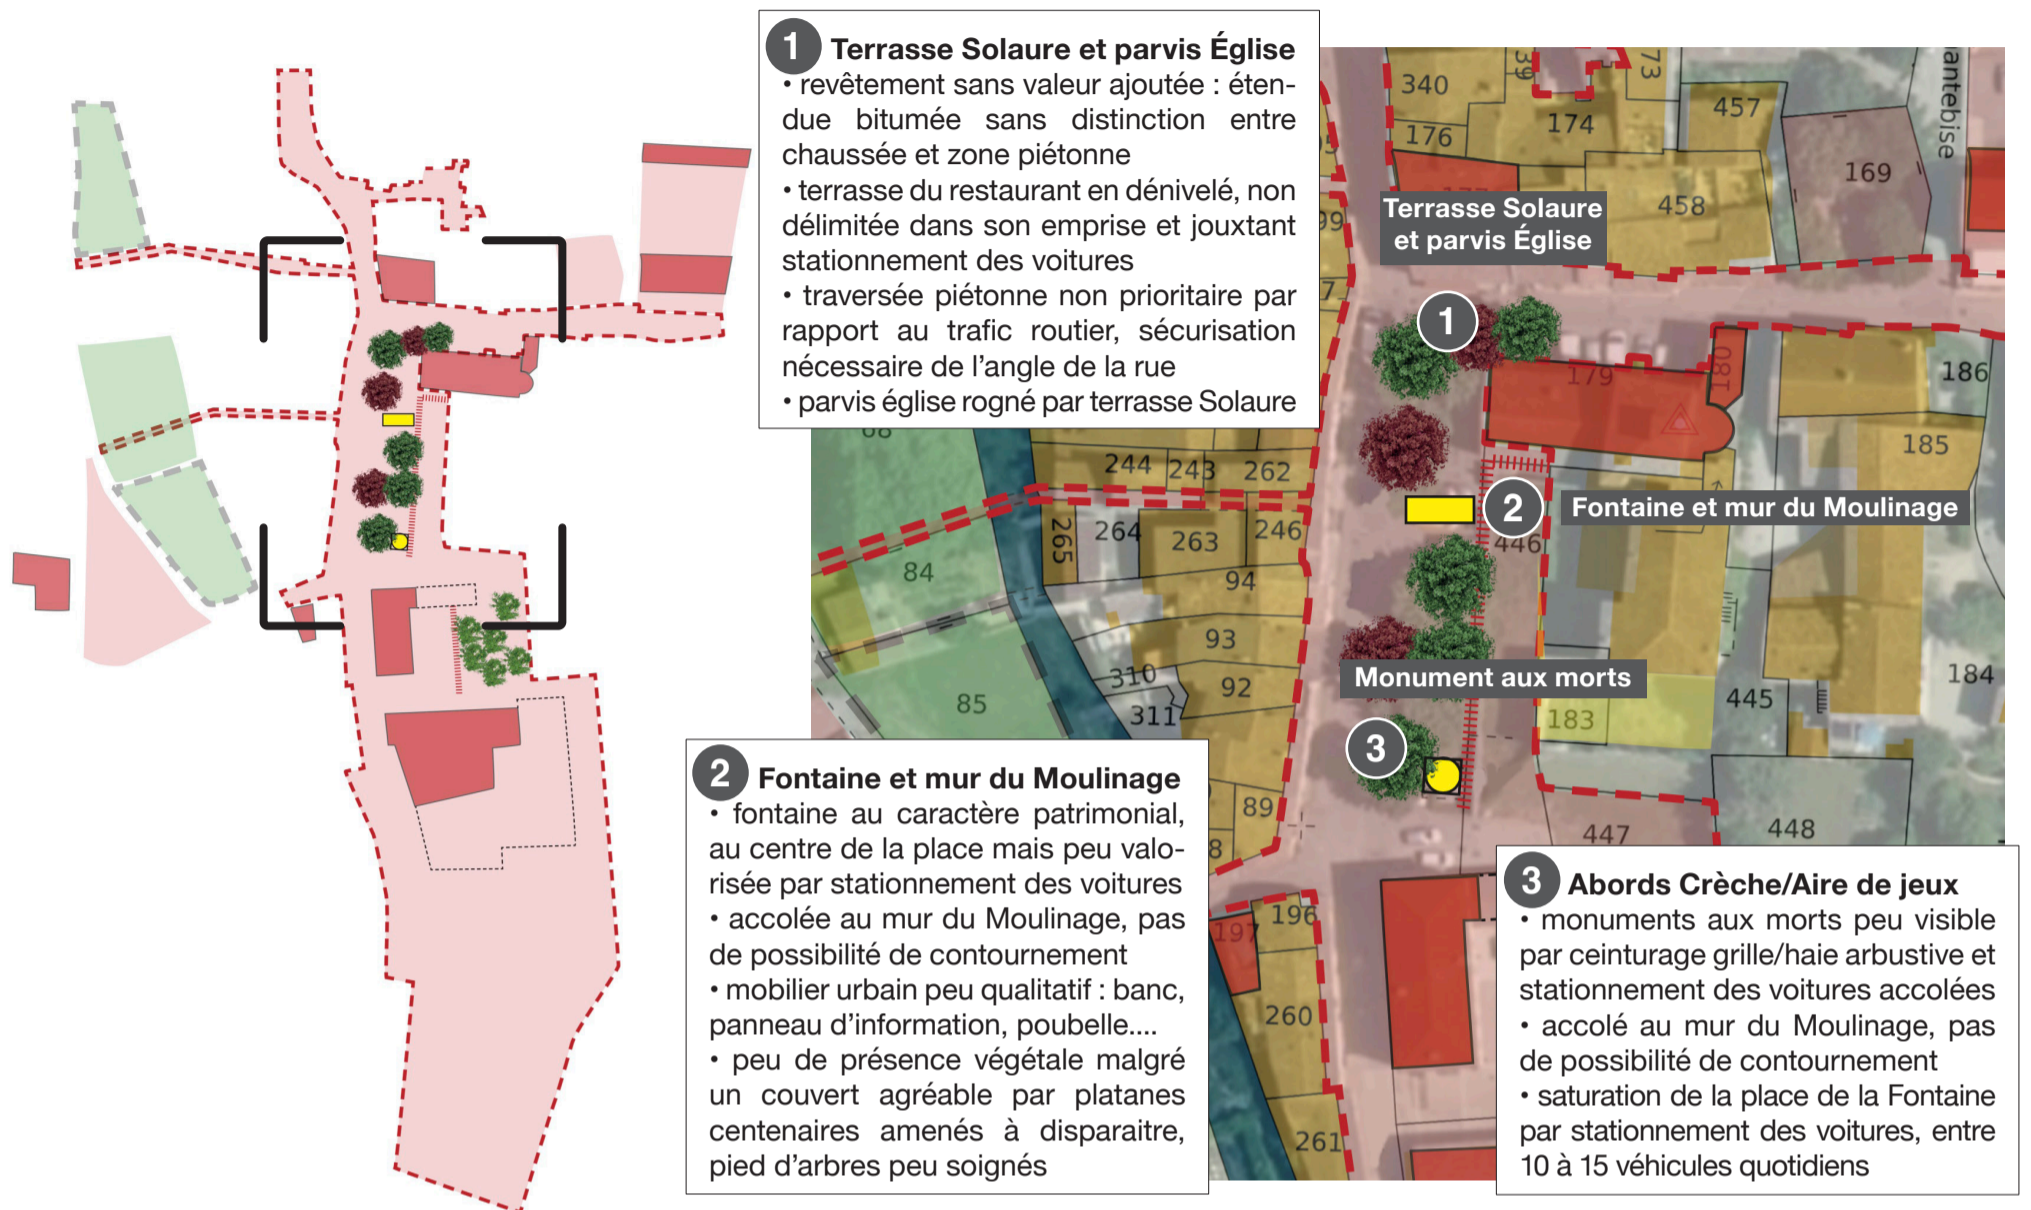 1 Terrasse Solaure et parvis Église
• revêtement sans valeur ajoutée : éten-
due bitumée sans distinction entre
chaussée et zone piétonne
• terrasse du restaurant en dénivelé, non
délimitée dans son emprise et jouxtant
stationnement des voitures
• traversée piétonne non prioritaire par
rapport au trafic routier, sécurisation
nécessaire de l'angle de la rue
• parvis église rogné par terrasse Solaure
340
39
73
174
176
457
antebise
169
458
Terrasse Solaure
et parvis Église
99
1
179
180
186
185
68
244
243
262
2
Fontaine et mur du Moulinage
446
265
264
263
246
84
94
93
310
92
311
85
Monument aux morts
445
184
183
3
89
447
448
2 Fontaine et mur du Moulinage
• fontaine au caractère patrimonial,
au centre de la place mais peu valo-
risée par stationnement des voitures
• accolée au mur du Moulinage, pas
de possibilité de contournement
• mobilier urbain peu qualitatif : banc,
panneau d'information, poubelle....
• peu de présence végétale malgré
un couvert agréable par platanes
centenaires amenés à disparaitre,
pied d'arbres peu soignés
196
197
260
261
3 Abords Crèche/Aire de jeux
• monuments aux morts peu visible
par ceinturage grille/haie arbustive et
stationnement des voitures accolées
• accolé au mur du Moulinage, pas
de possibilité de contournement
• saturation de la place de la Fontaine
par stationnement des voitures, entre
10 à 15 véhicules quotidiens